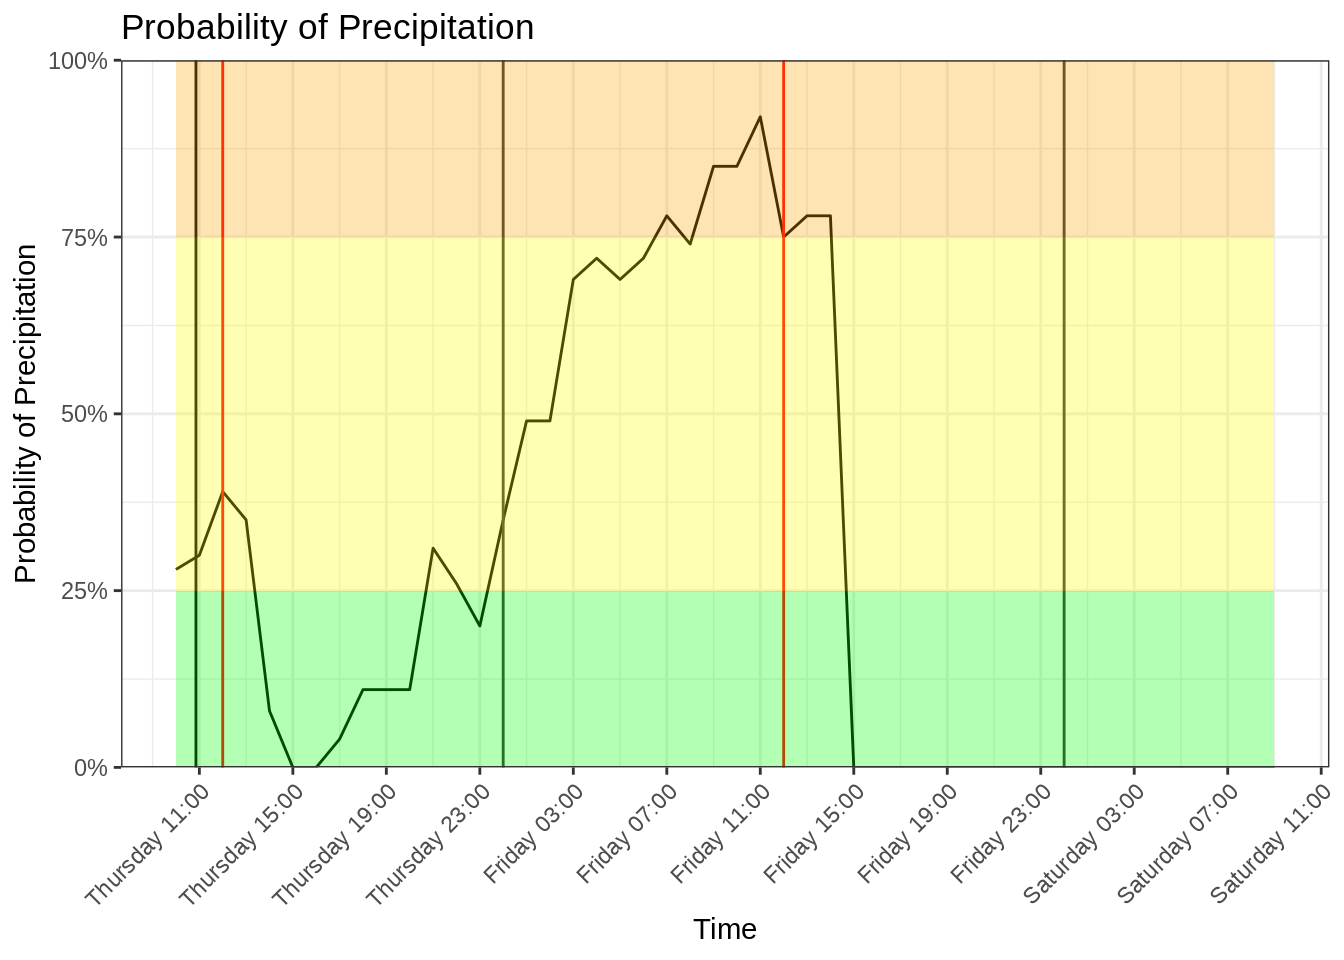 Probability of Precipitation
Probability of Precipitation
100%
75%
50%
25%
0%
Thursday 11:00
Thursday 15:00
Thursday 19:00
Thursday 23:00
Friday 03:00
Friday 07:00
Friday 11:00
Friday 15:00
Friday 19:00
Friday 23:00
Saturday 03:00
Saturday 07:00
Saturday 11:00
Time